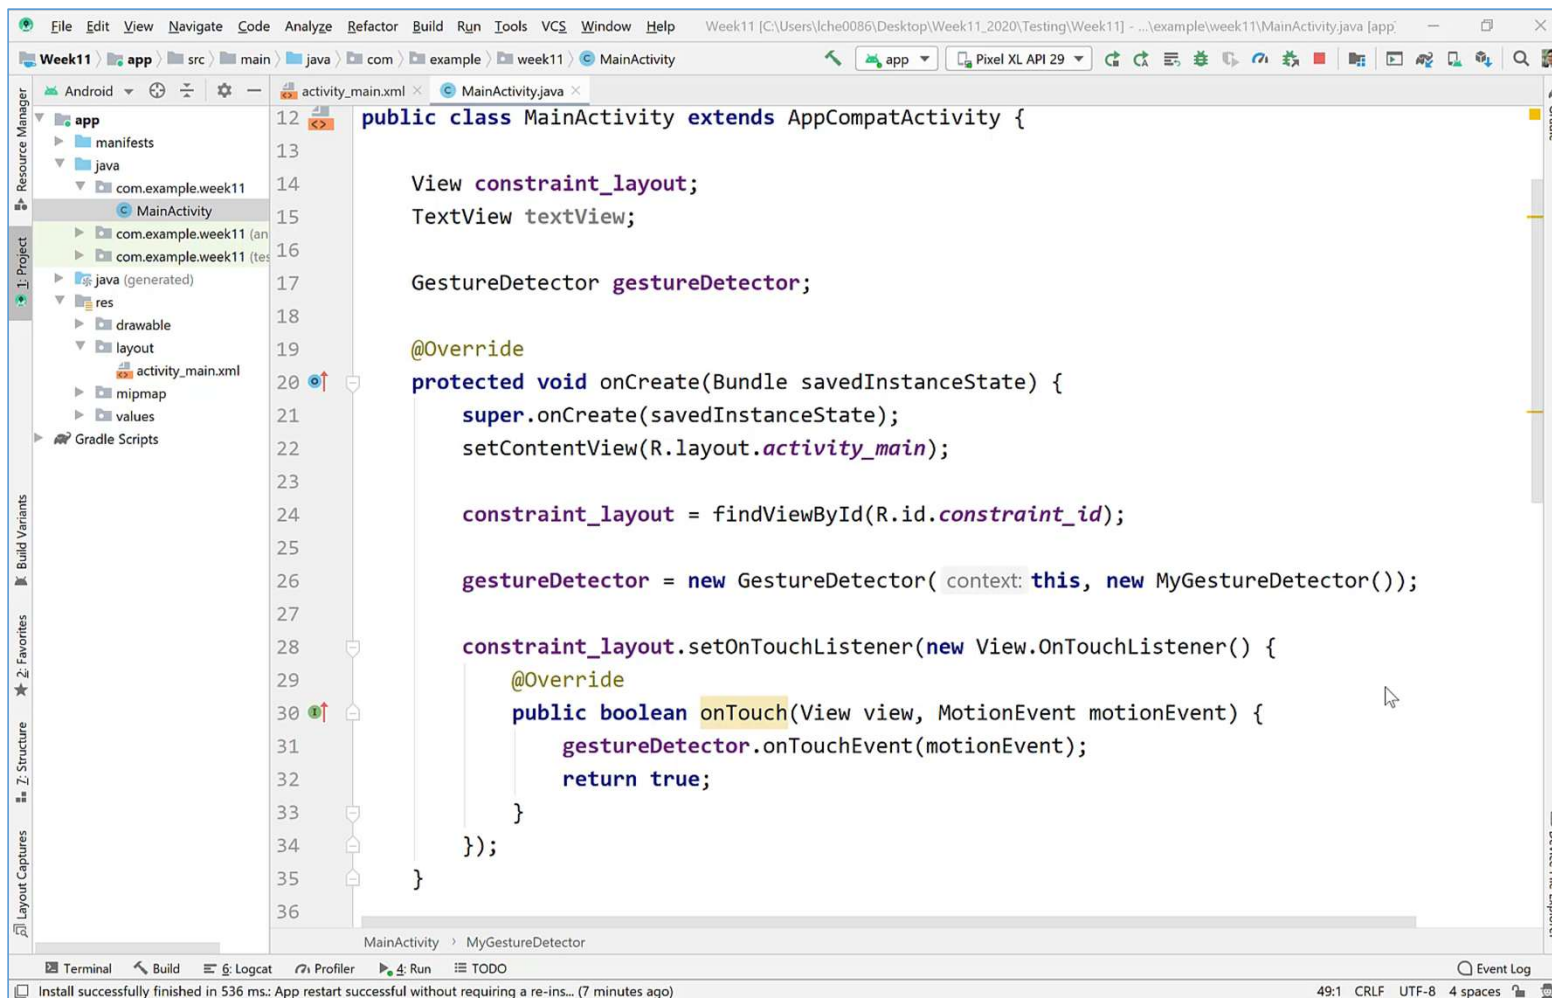 File Edit View Navigate Code Analyze Refactor Build Run Tools VCS Window Help Week11 [C:\Users\lche0086\Desktop\Week11_2020\Testing\Week11] - ...\example\week11\MainActivity.java [app]
Week11 app src main java com example week11 MainActivity app Pixel XL API 29
Android activity_main.xml MainActivity.java
Resource Manager
1: Project
Build Variants
2: Favorites
7: Structure
Layout Captures
app
manifests
java
com.example.week11
MainActivity
com.example.week11 (an
com.example.week11 (tes
java (generated)
res
drawable
layout
activity_main.xml
mipmap
values
Gradle Scripts
12 public class MainActivity extends AppCompatActivity {
13
14 View constraint_layout;
15 TextView textView;
16
17 GestureDetector gestureDetector;
18
19 @Override
20 protected void onCreate(Bundle savedInstanceState) {
21 super.onCreate(savedInstanceState);
22 setContentView(R.layout.activity_main);
23
24 constraint_layout = findViewById(R.id.constraint_id);
25
26 gestureDetector = new GestureDetector( context: this, new MyGestureDetector());
27
28 constraint_layout.setOnTouchListener(new View.OnTouchListener() {
29 @Override
30 public boolean onTouch(View view, MotionEvent motionEvent) {
31 gestureDetector.onTouchEvent(motionEvent);
32 return true;
33 }
34 });
35 }
36
MainActivity › MyGestureDetector
Terminal Build 6: Logcat Profiler 4: Run TODO Event Log
Install successfully finished in 536 ms.: App restart successful without requiring a re-ins... (7 minutes ago) 49:1 CRLF UTF-8 4 spaces